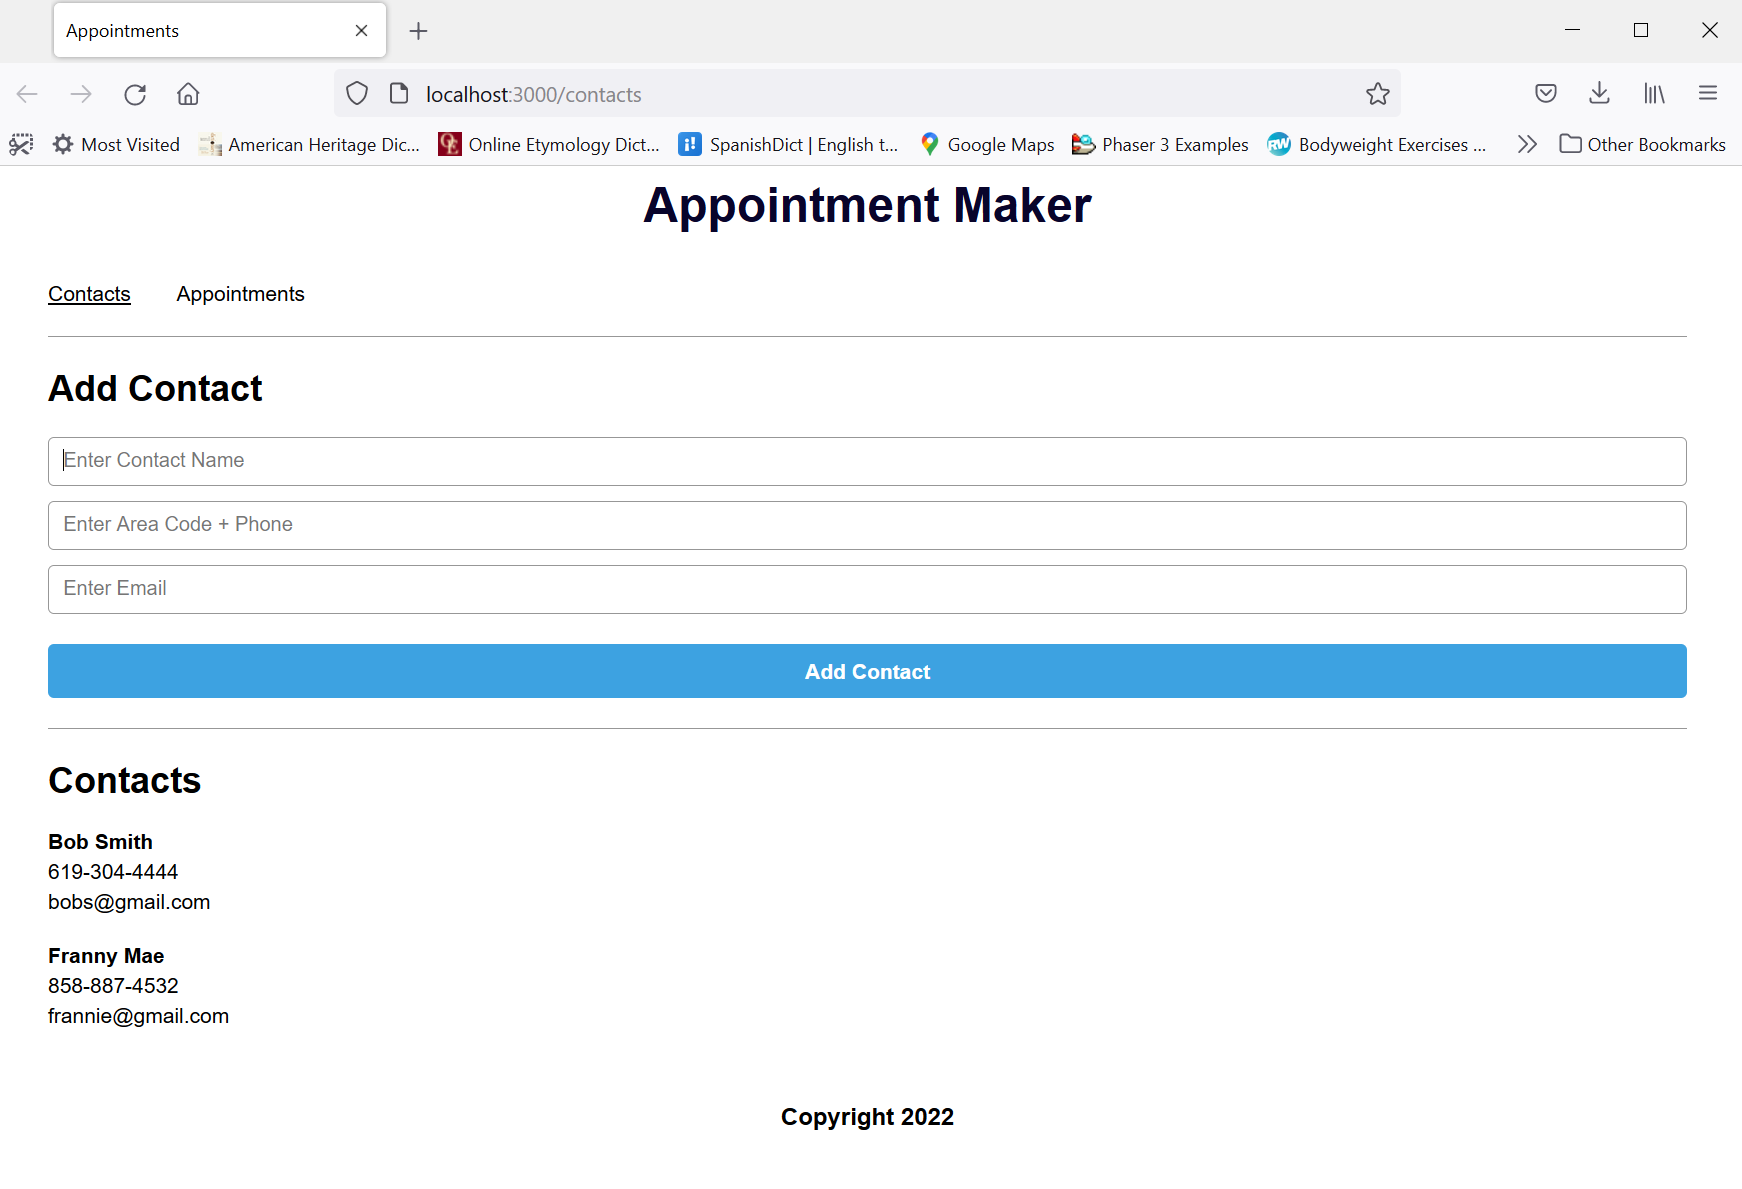 Appointments
localhost:3000/contacts
Most Visited American Heritage Dic... Online Etymology Dict... SpanishDict | English t... Google Maps Phaser 3 Examples Bodyweight Exercises ... Other Bookmarks
Appointment Maker
Contacts Appointments
Add Contact
Enter Contact Name
Enter Area Code + Phone
Enter Email
Add Contact
Contacts
Bob Smith
619-304-4444
bobs@gmail.com
Franny Mae
858-887-4532
frannie@gmail.com
Copyright 2022